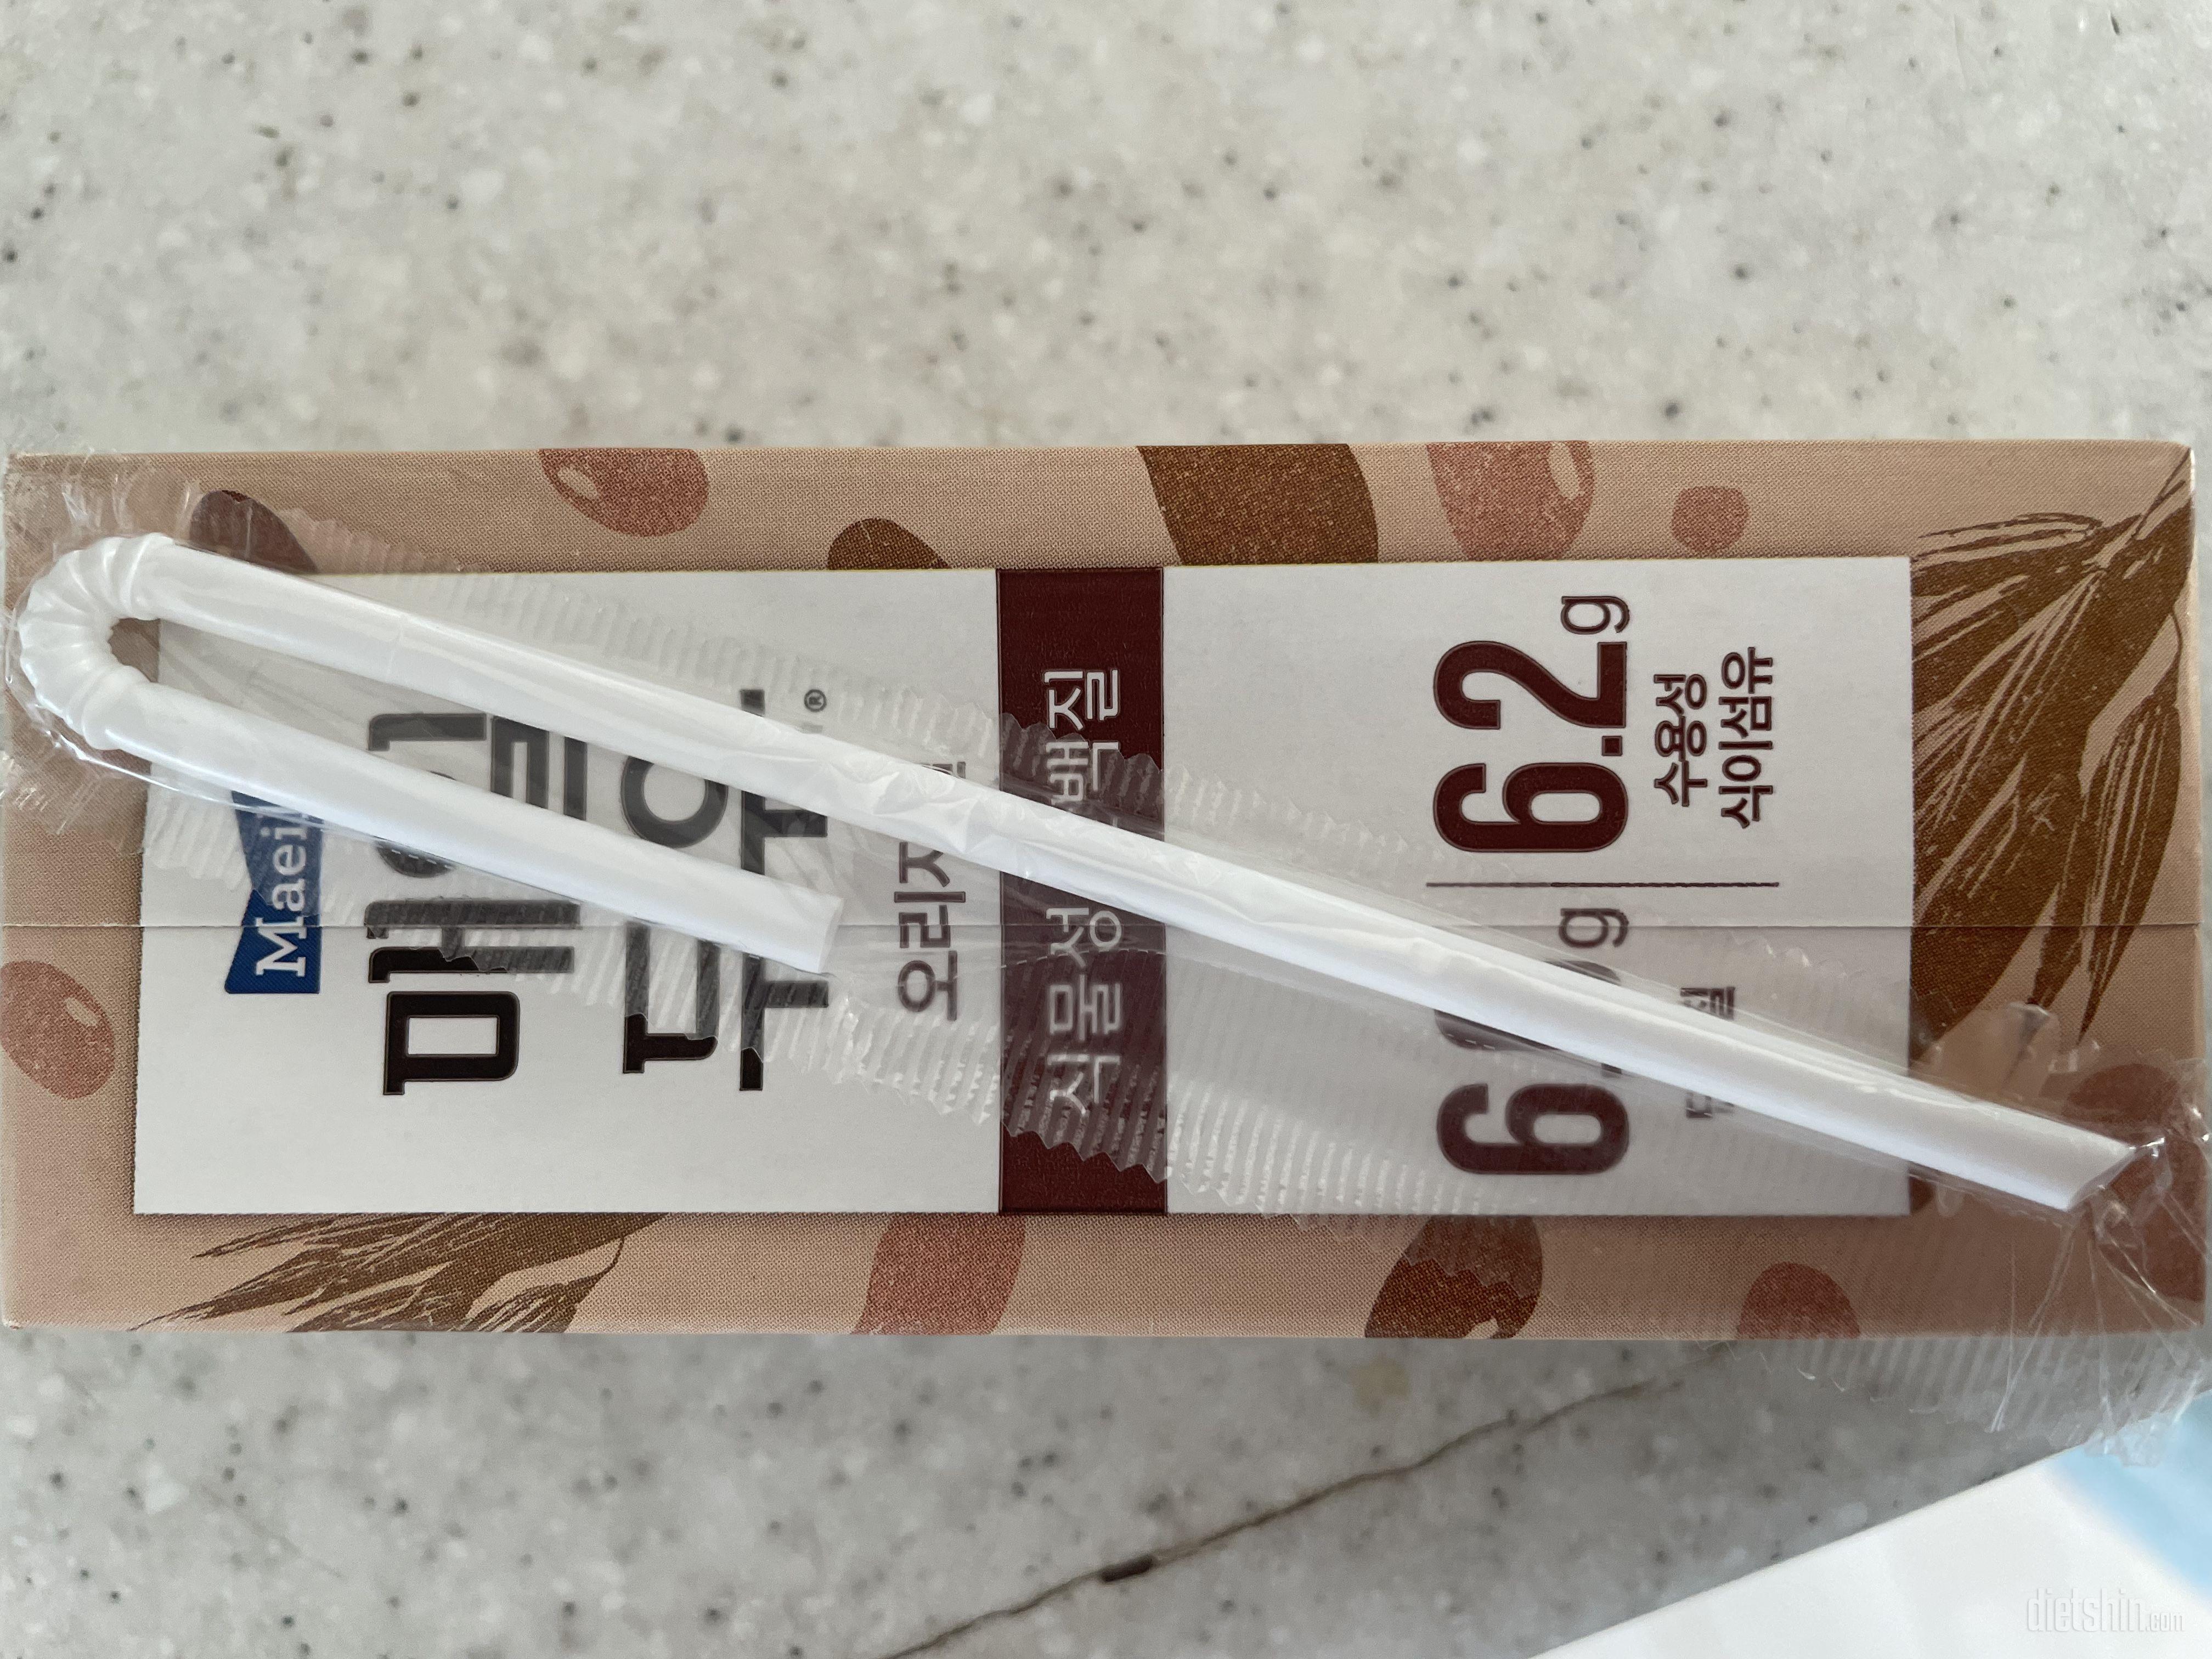 Maeil
매일
두유®
오리지널
식물성 단백질
6.2g
수용성
식이섬유
dietshin.com